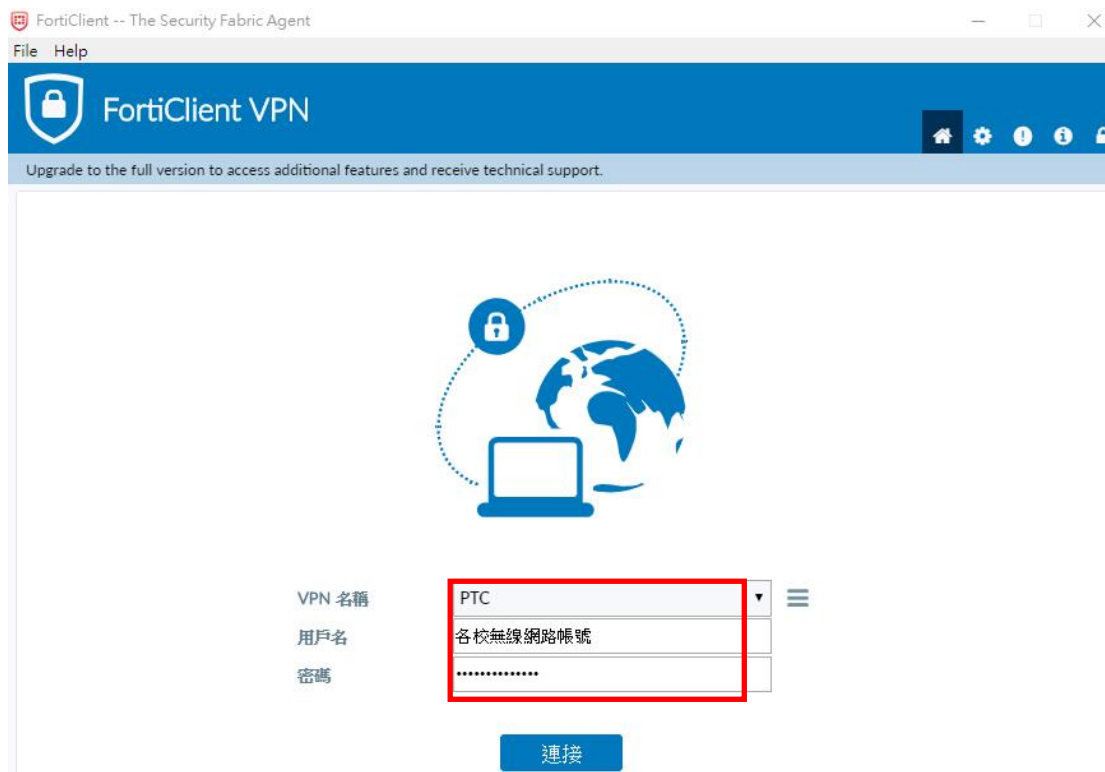 FortiClient -- The Security Fabric Agent
File Help
FortiClient VPN
Upgrade to the full version to access additional features and receive technical support.
VPN 名稱
PTC
用戶名
各校無線網路帳號
密碼
••••••••••••••
連接